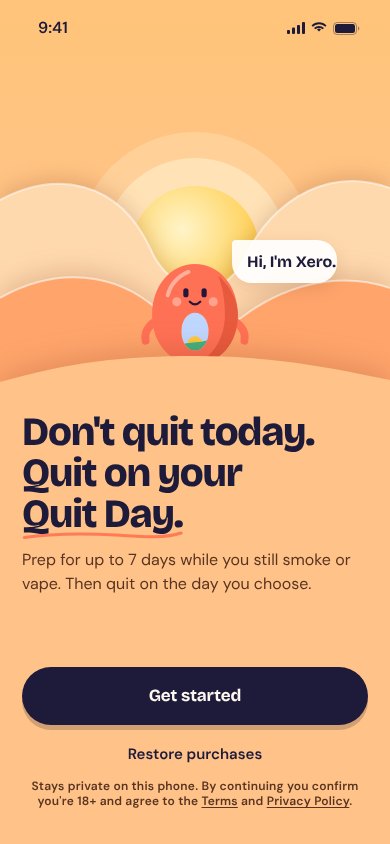 9:41
Hi, I'm Xero.
Don't quit today.
Quit on your
Quit Day.
Prep for up to 7 days while you still smoke or
vape. Then quit on the day you choose.
Get started
Restore purchases
Stays private on this phone. By continuing you confirm
you're 18+ and agree to the Terms and Privacy Policy.